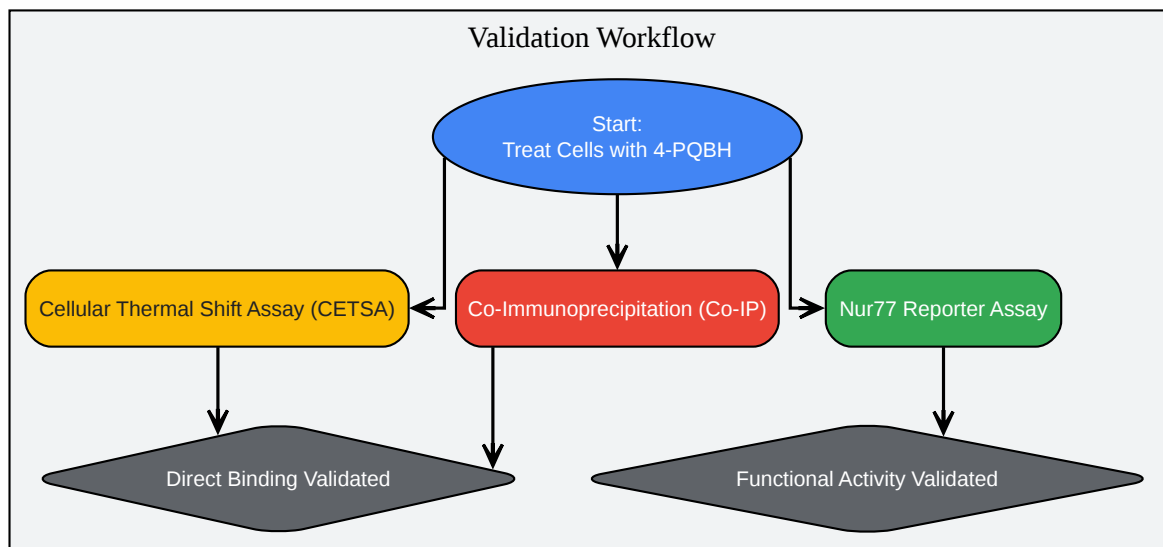 Validation Workflow
Start:
Treat Cells with 4-PQBH
Cellular Thermal Shift Assay (CETSA)
Co-Immunoprecipitation (Co-IP)
Nur77 Reporter Assay
Direct Binding Validated
Functional Activity Validated